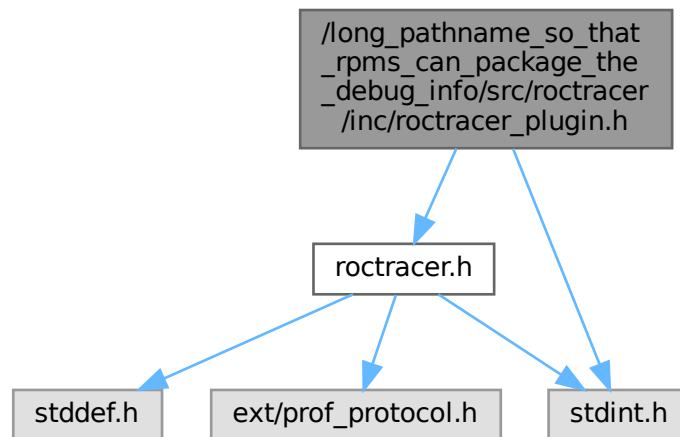 /long_pathname_so_that
_rpms_can_package_the
_debug_info/src/roctracer
/inc/roctracer_plugin.h
roctracer.h
stddef.h
ext/prof_protocol.h
stdint.h